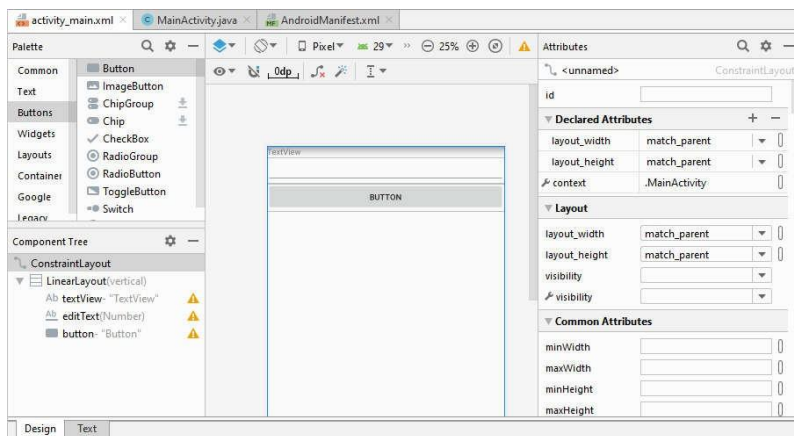 activity_main.xml × MainActivity.java × AndroidManifest.xml ×
Palette
Common
Text
Buttons
Widgets
Layouts
Container
Google
Legacy
Button
ImageButton
ChipGroup
Chip
CheckBox
RadioGroup
RadioButton
ToggleButton
Switch
Component Tree
ConstraintLayout
LinearLayout(vertical)
Ab textView- "TextView"
Ab editText(Number)
button- "Button"
Pixel 29 » 25%
0dp
TextView
BUTTON
Attributes
<unnamed> ConstraintLayout
id
Declared Attributes
layout_width match_parent
layout_height match_parent
context .MainActivity
Layout
layout_width match_parent
layout_height match_parent
visibility
visibility
Common Attributes
minWidth
maxWidth
minHeight
maxHeight
Design Text